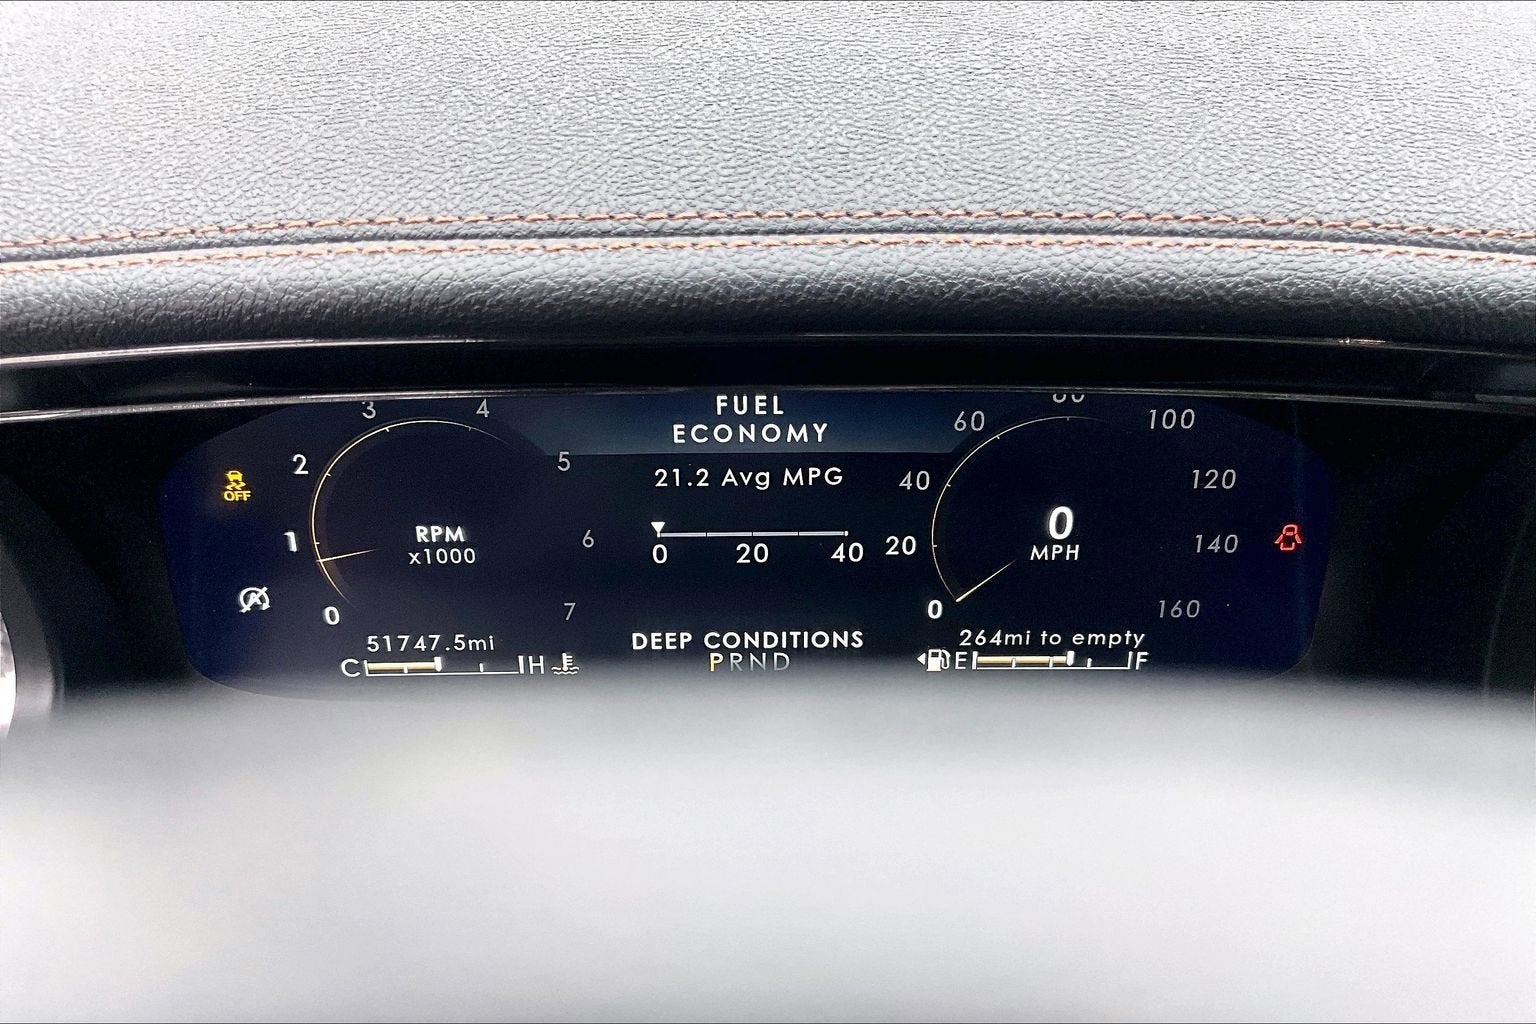 FUEL
ECONOMY
21.2 Avg MPG
0 20 40
DEEP CONDITIONS
PRND
OFF
0
1
2
3
4
5
6
7
RPM
x1000
A
51747.5mi
C H
0
20
40
60
100
120
140
160
0
MPH
264mi to empty
E F